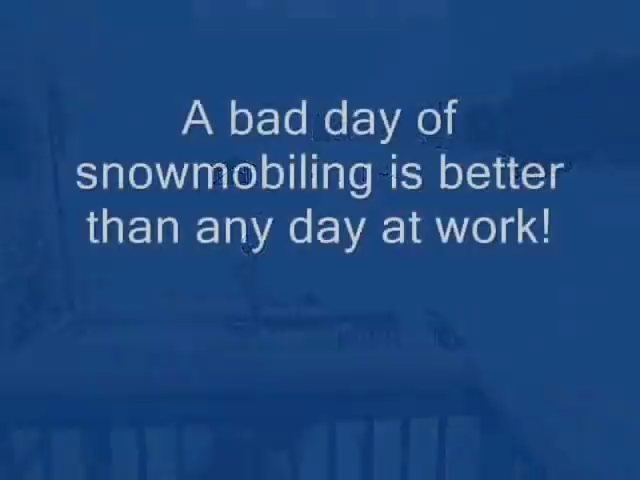 A bad day of
snowmobiling is better
than any day at work!